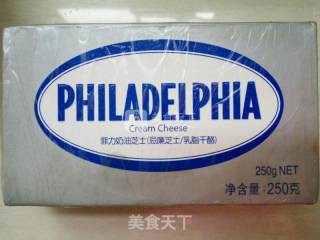 PHILADELPHIA
Cream Cheese
菲力奶油芝士(忌廉芝士/乳脂干酪)
250g NET
净含量:250克
美食天下